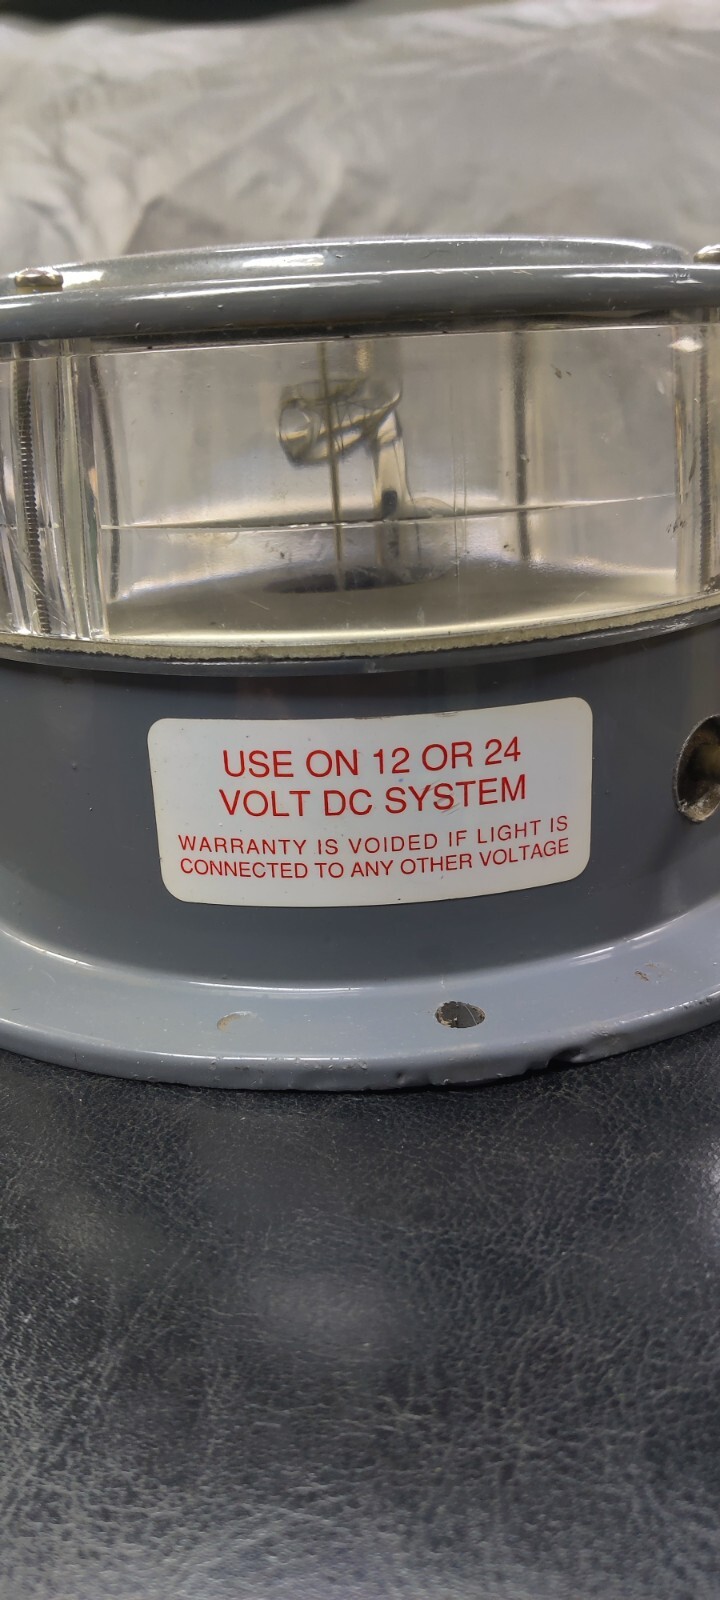 USE ON 12 OR 24
VOLT DC SYSTEM
WARRANTY IS VOIDED IF LIGHT IS
CONNECTED TO ANY OTHER VOLTAGE